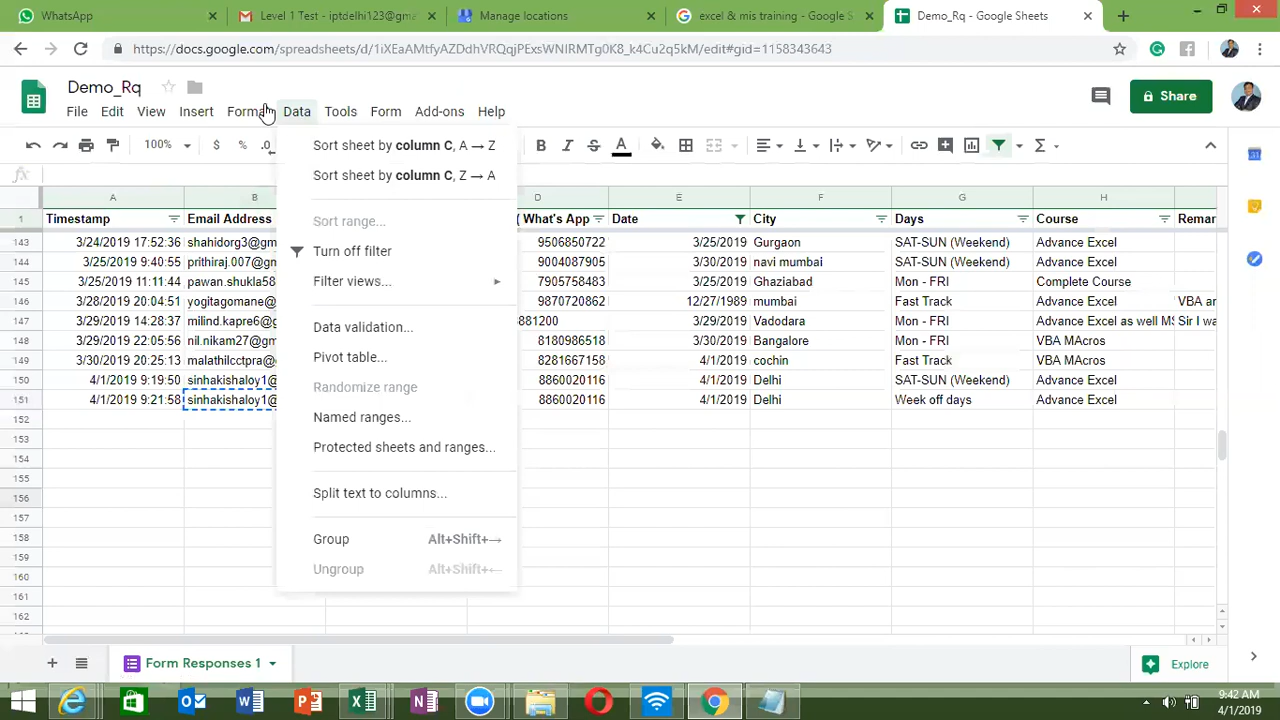 WhatsApp × Level 1 Test - iptdelhi123@gm × Manage locations × excel & mis training - Google S × Demo_Rq - Google Sheets ×
https://docs.google.com/spreadsheets/d/1iXEaAMtfyAZDdhVRQqjPExsWNIRMTg0K8_k4Cu2q5kM/edit#gid=1158343643
Demo_Rq
Share
File Edit View Insert Format Data Tools Form Add-ons Help
100% $ % .0 B I S A Σ
fx
A B D E F G H
1 Timestamp Email Address ( What's App Date City Days Course Remar
143 3/24/2019 17:52:36 shahidorg3@gm 9506850722 3/25/2019 Gurgaon SAT-SUN (Weekend) Advance Excel
144 3/25/2019 9:40:55 prithiraj.007@ga 9004087905 3/30/2019 navi mumbai SAT-SUN (Weekend) Advance Excel
145 3/25/2019 11:11:44 pawan.shukla58 7905758483 3/25/2019 Ghaziabad Mon - FRI Complete Course
146 3/28/2019 20:04:51 yogitagomane@ 9870720862 12/27/1989 mumbai Fast Track Advance Excel VBA ar
147 3/29/2019 14:28:37 milind.kapre6@g 881200 3/29/2019 Vadodara Mon - FRI Advance Excel as well MS Sir I wa
148 3/29/2019 22:05:56 nil.nikam27@gm 8180986518 3/30/2019 Bangalore Mon - FRI VBA MAcros
149 3/30/2019 20:25:13 malathilcctpra@ 8281667158 4/1/2019 cochin Fast Track VBA MAcros
150 4/1/2019 9:19:50 sinhakishaloy1@ 8860020116 4/1/2019 Delhi SAT-SUN (Weekend) Advance Excel
151 4/1/2019 9:21:58 sinhakishaloy1@ 8860020116 4/1/2019 Delhi Week off days Advance Excel
152
153
154
155
156
157
158
159
160
161
162
Sort sheet by column C, A → Z
Sort sheet by column C, Z → A
Sort range...
Turn off filter
Filter views...
Data validation...
Pivot table...
Randomize range
Named ranges...
Protected sheets and ranges...
Split text to columns...
Group Alt+Shift+→
Ungroup Alt+Shift+←
Form Responses 1
Explore
9:42 AM
4/1/2019